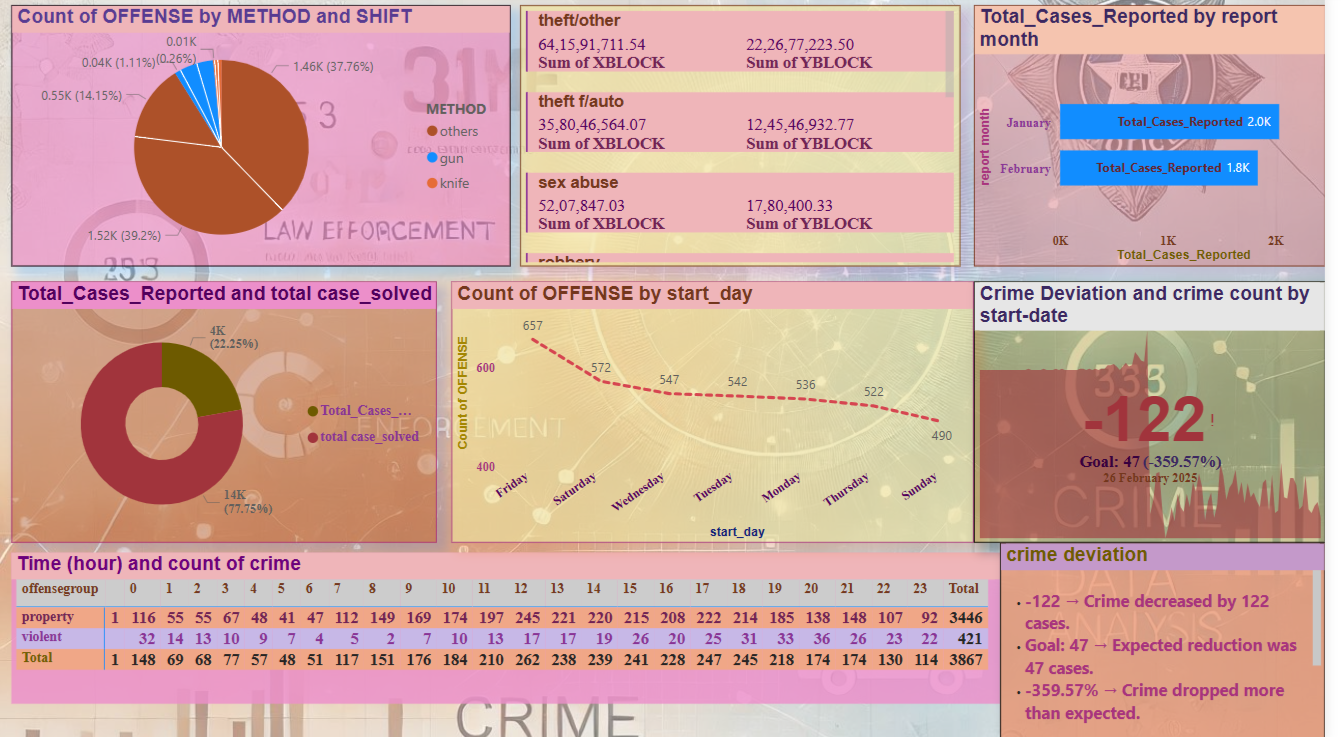 Count of OFFENSE by METHOD and SHIFT
0.01K
(0.26%)
0.04K (1.11%)
1.46K (37.76%)
0.55K (14.15%)
1.52K (39.2%)
METHOD
others
gun
knife
LAW EFFORCEMENT
theft/other
64,15,91,711.54 22,26,77,223.50
Sum of XBLOCK Sum of YBLOCK
theft f/auto
35,80,46,564.07 12,45,46,932.77
Sum of XBLOCK Sum of YBLOCK
sex abuse
52,07,847.03 17,80,400.33
Sum of XBLOCK Sum of YBLOCK
robbery
Total_Cases_Reported by report
month
report month
January Total_Cases_Reported 2.0K
February Total_Cases_Reported 1.8K
0K 1K 2K
Total_Cases_Reported
Total_Cases_Reported and total case_solved
4K
(22.25%)
Total_Cases_...
total case_solved
14K
(77.75%)
Count of OFFENSE by start_day
Count of OFFENSE
600
400
657 572 547 542 536 522 490
Friday Saturday Wednesday Tuesday Monday Thursday Sunday
start_day
Crime Deviation and crime count by
start-date
333
-122!
Goal: 47 (-359.57%)
26 February 2025
CRIME
Time (hour) and count of crime
offensegroup 0 1 2 3 4 5 6 7 8 9 10 11 12 13 14 15 16 17 18 19 20 21 22 23 Total
property 1 116 55 55 67 48 41 47 112 149 169 174 197 245 221 220 215 208 222 214 185 138 148 107 92 3446
violent 32 14 13 10 9 7 4 5 2 7 10 13 17 17 19 26 20 25 31 33 36 26 23 22 421
Total 1 148 69 68 77 57 48 51 117 151 176 184 210 262 238 239 241 228 247 245 218 174 174 130 114 3867
crime deviation
DATA
ANALYSIS
• -122 → Crime decreased by 122
cases.
• Goal: 47 → Expected reduction was
47 cases.
• -359.57% → Crime dropped more
than expected.
CRIME